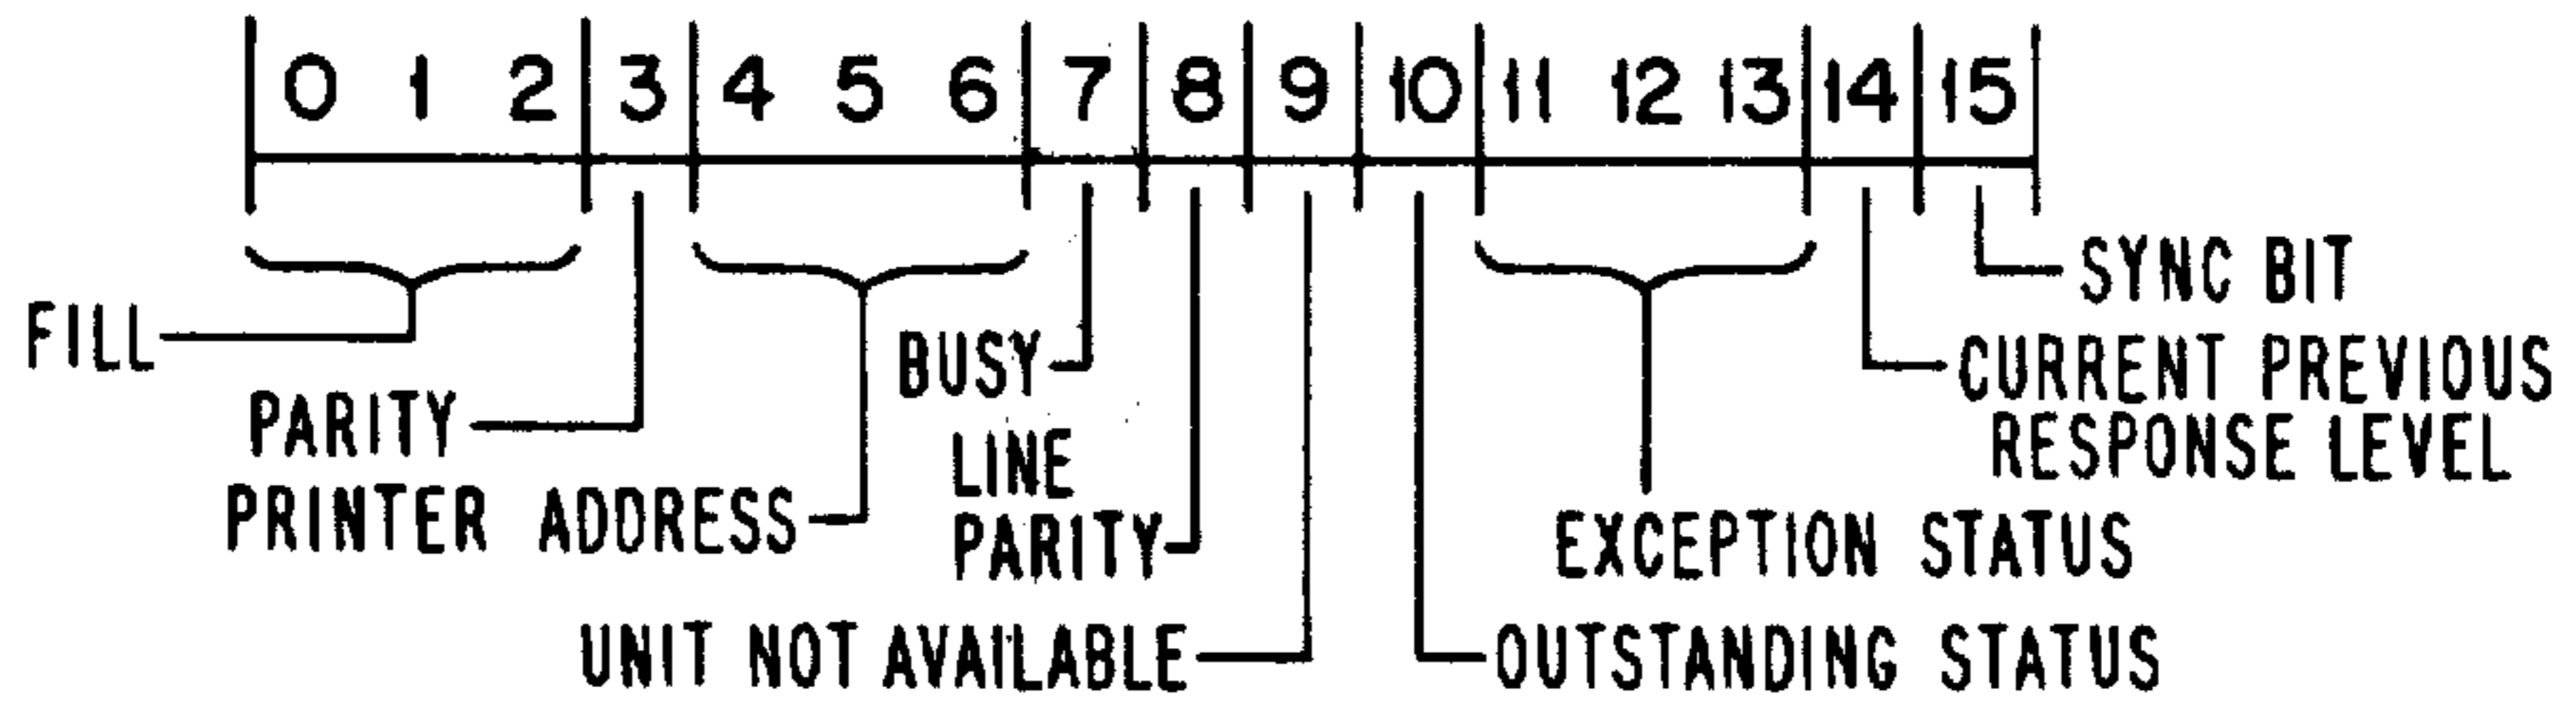 0 1 2 3 4 5 6 7 8 9 10 11 12 13 14 15
SYNC BIT
FILL
BUSY
CURRENT PREVIOUS
RESPONSE LEVEL
PARITY
LINE
PARITY
PRINTER ADDRESS
EXCEPTION STATUS
UNIT NOT AVAILABLE
OUTSTANDING STATUS